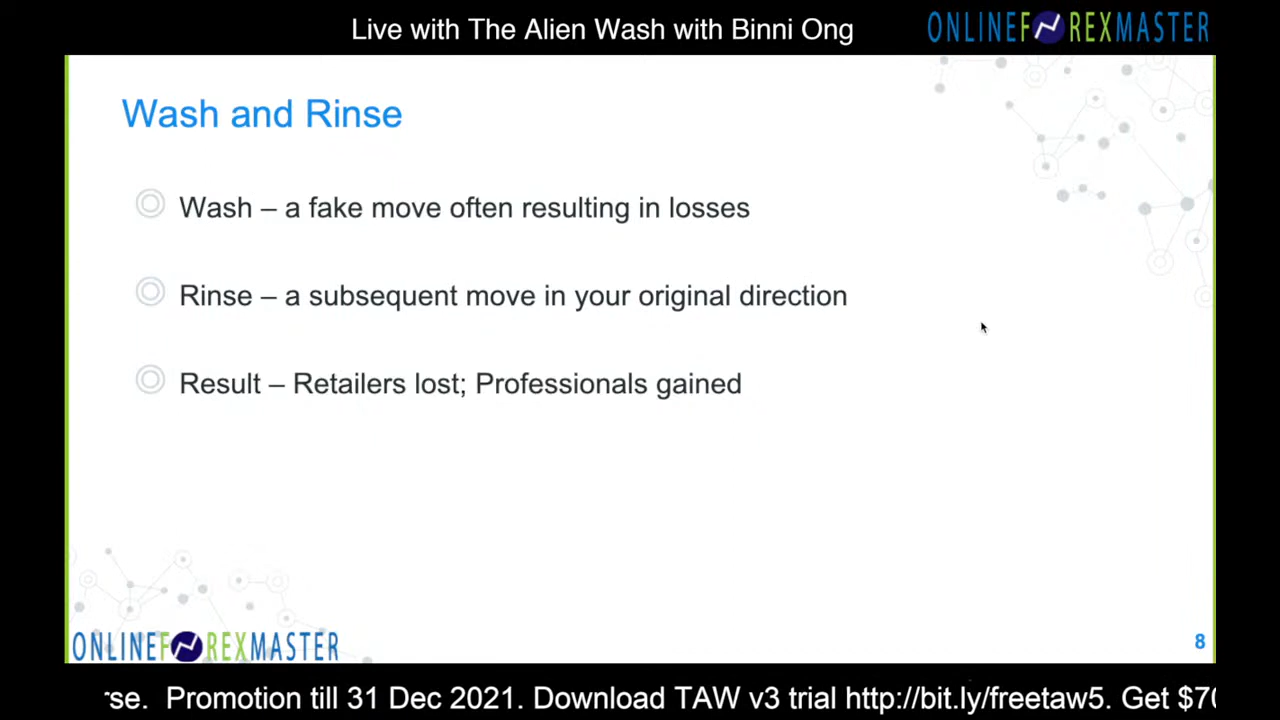 Live with The Alien Wash with Binni Ong
ONLINEFOREXMASTER
Wash and Rinse
Wash – a fake move often resulting in losses
Rinse – a subsequent move in your original direction
Result – Retailers lost; Professionals gained
ONLINEFOREXMASTER
8
se. Promotion till 31 Dec 2021. Download TAW v3 trial http://bit.ly/freetaw5. Get $7